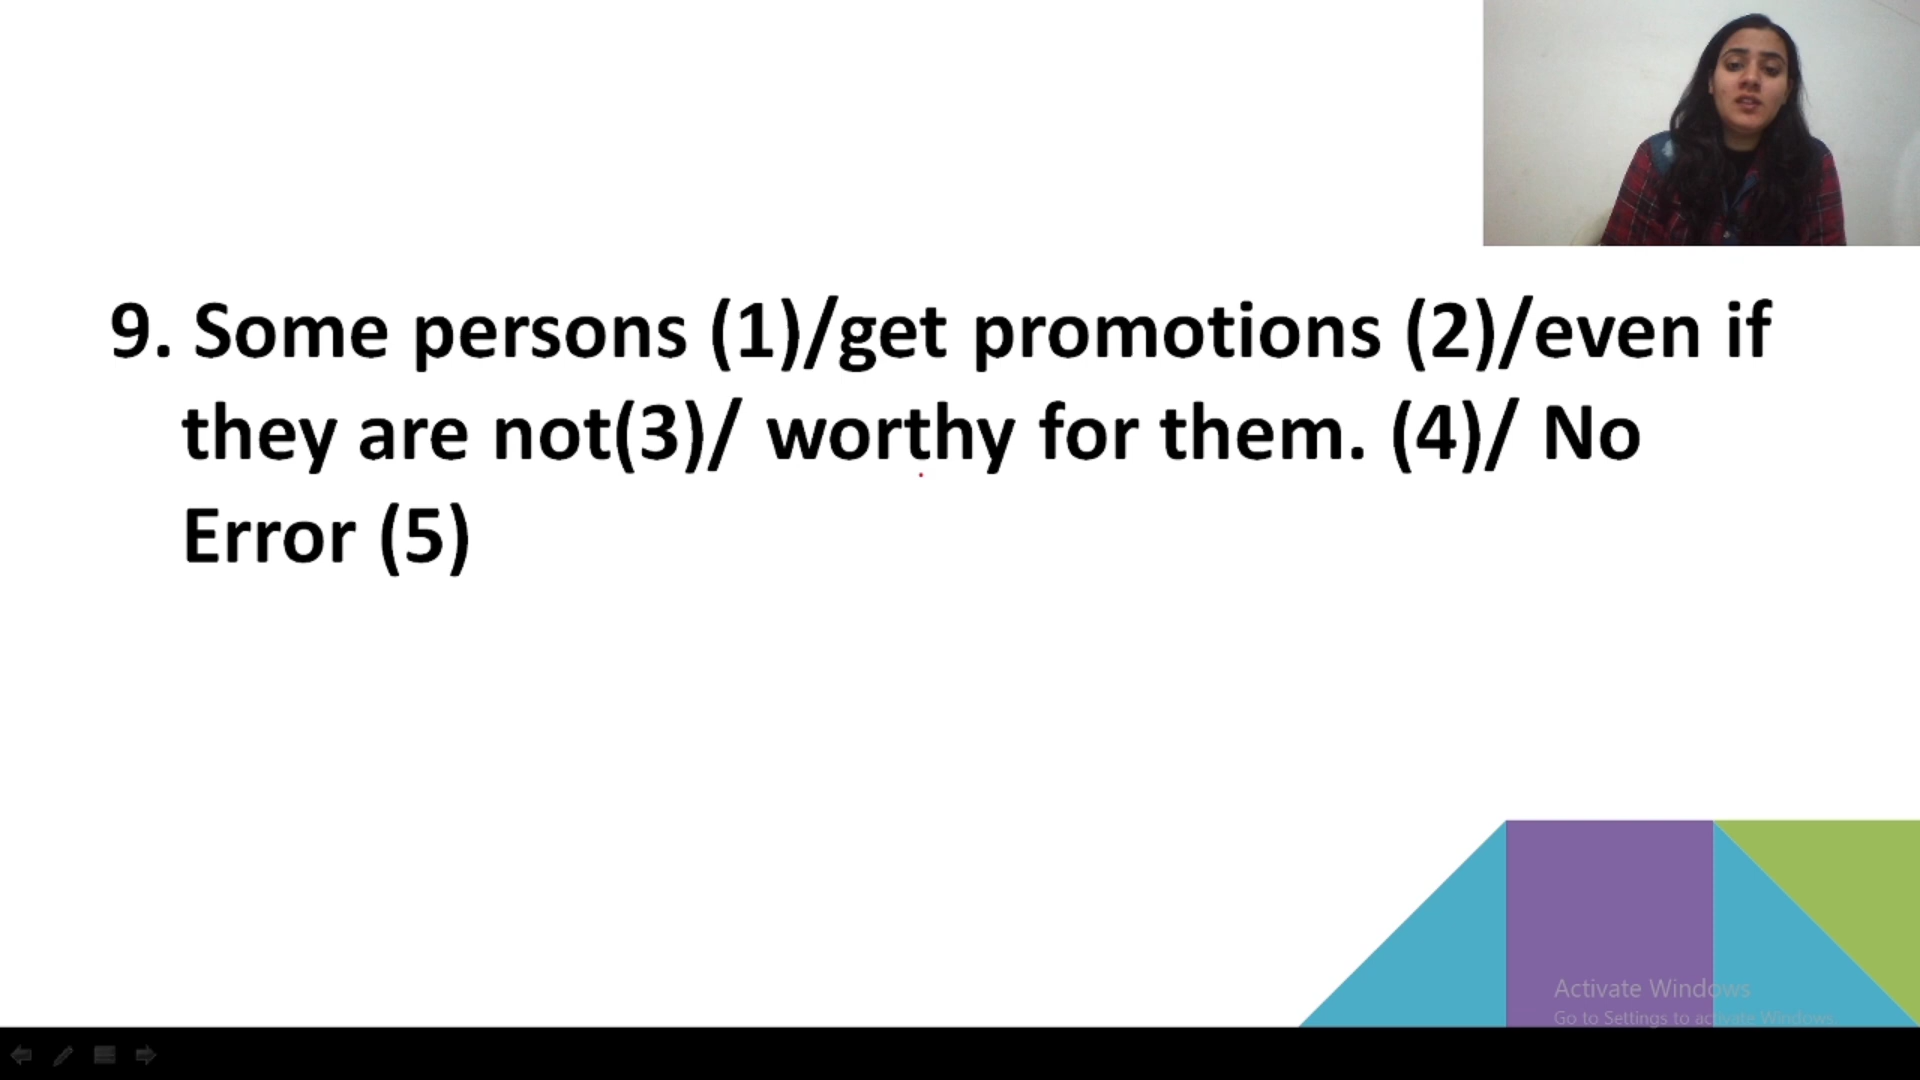 9. Some persons (1)/get promotions (2)/even if
they are not(3)/ worthy for them. (4)/ No
Error (5)
Activate Windows
Go to Settings to activate Windows.